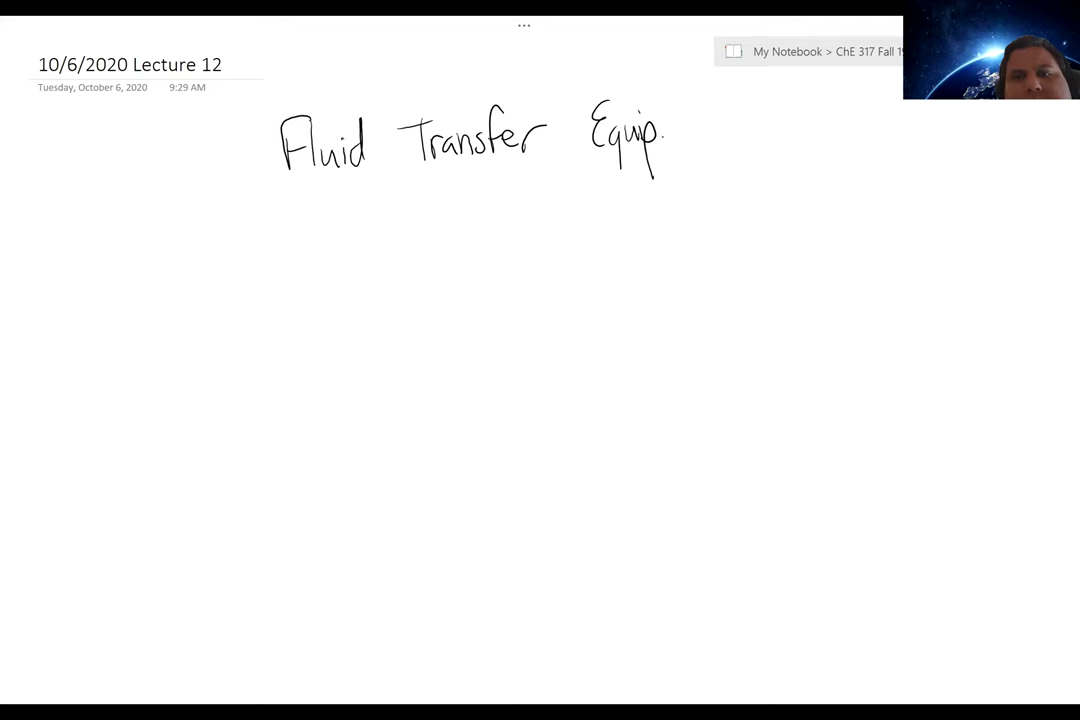 10/6/2020 Lecture 12
My Notebook > ChE 317 Fall 1
Tuesday, October 6, 2020 9:29 AM
Fluid Transfer Equip.